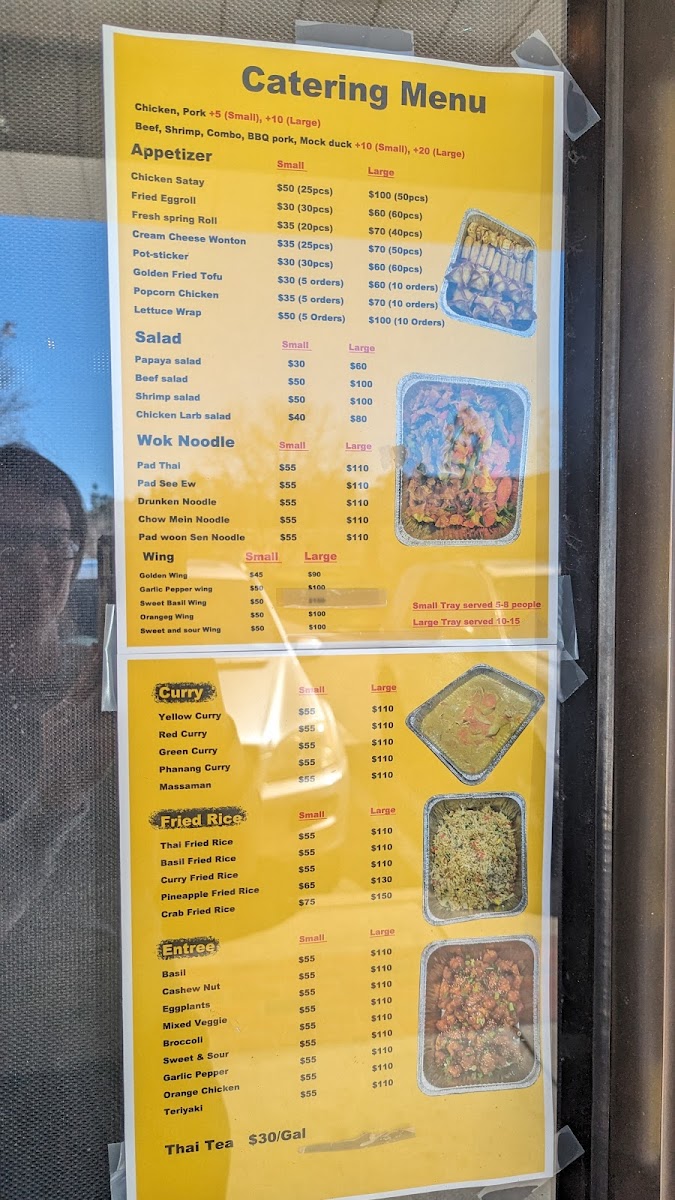 Catering Menu
Chicken, Pork +5 (Small), +10 (Large)
Beef, Shrimp, Combo, BBQ pork, Mock duck +10 (Small), +20 (Large)
Appetizer Small Large
Chicken Satay $50 (25pcs) $100 (50pcs)
Fried Eggroll $30 (30pcs) $60 (60pcs)
Fresh spring Roll $35 (20pcs) $70 (40pcs)
Cream Cheese Wonton $35 (25pcs) $70 (50pcs)
Pot-sticker $30 (30pcs) $60 (60pcs)
Golden Fried Tofu $30 (5 orders) $60 (10 orders)
Popcorn Chicken $35 (5 orders) $70 (10 orders)
Lettuce Wrap $50 (5 Orders) $100 (10 Orders)
Salad Small Large
Papaya salad $30 $60
Beef salad $50 $100
Shrimp salad $50 $100
Chicken Larb salad $40 $80
Wok Noodle Small Large
Pad Thai $55 $110
Pad See Ew $55 $110
Drunken Noodle $55 $110
Chow Mein Noodle $55 $110
Pad woon Sen Noodle $55 $110
Wing Small Large
Golden Wing $45 $90
Garlic Pepper wing $50 $100
Sweet Basil Wing $50
Orangeg Wing $50 $100
Sweet and sour Wing $50 $100
Small Tray served 5-8 people
Large Tray served 10-15
Curry Small Large
Yellow Curry $55 $110
Red Curry $55 $110
Green Curry $55 $110
Phanang Curry $55 $110
Massaman $55 $110
Fried Rice Small Large
Thai Fried Rice $55 $110
Basil Fried Rice $55 $110
Curry Fried Rice $55 $110
Pineapple Fried Rice $65 $130
Crab Fried Rice $75 $150
Entree Small Large
Basil $55 $110
Cashew Nut $55 $110
Eggplants $55 $110
Mixed Veggie $55 $110
Broccoli $55 $110
Sweet & Sour $55 $110
Garlic Pepper $55 $110
Orange Chicken $55 $110
Teriyaki $55 $110
Thai Tea $30/Gal